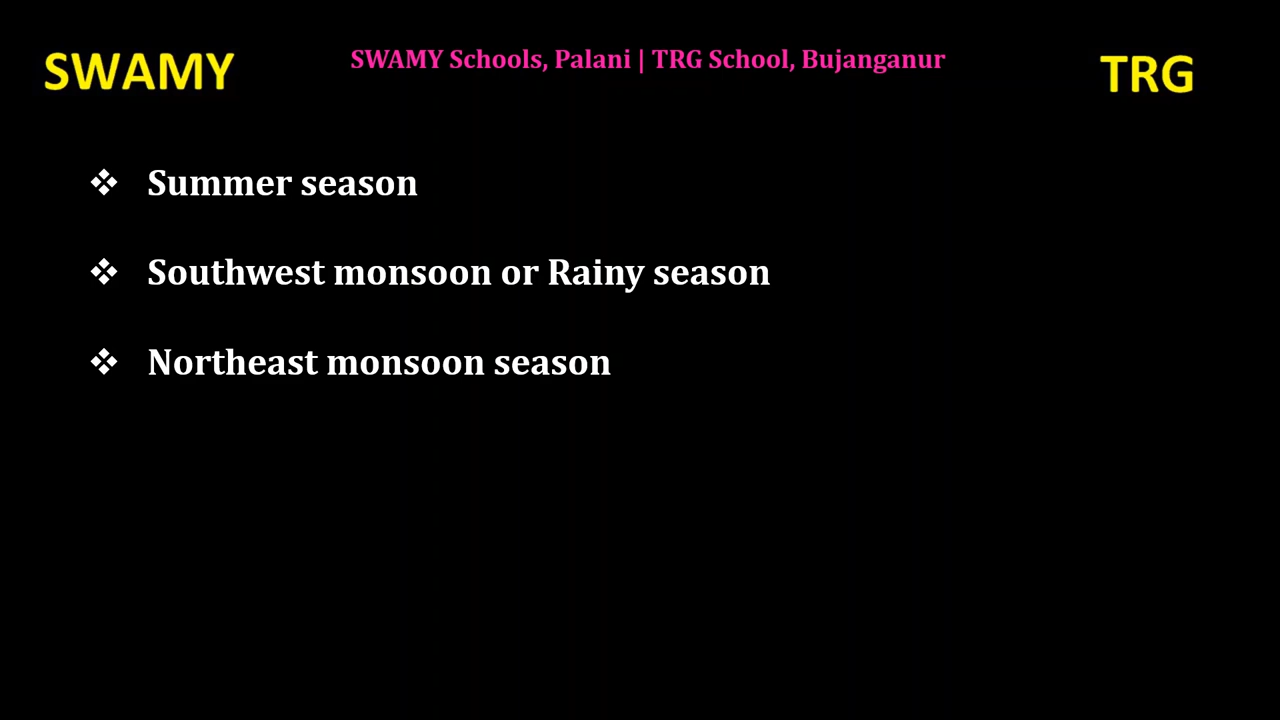 SWAMY
SWAMY Schools, Palani | TRG School, Bujanganur
TRG
❖ Summer season
❖ Southwest monsoon or Rainy season
❖ Northeast monsoon season